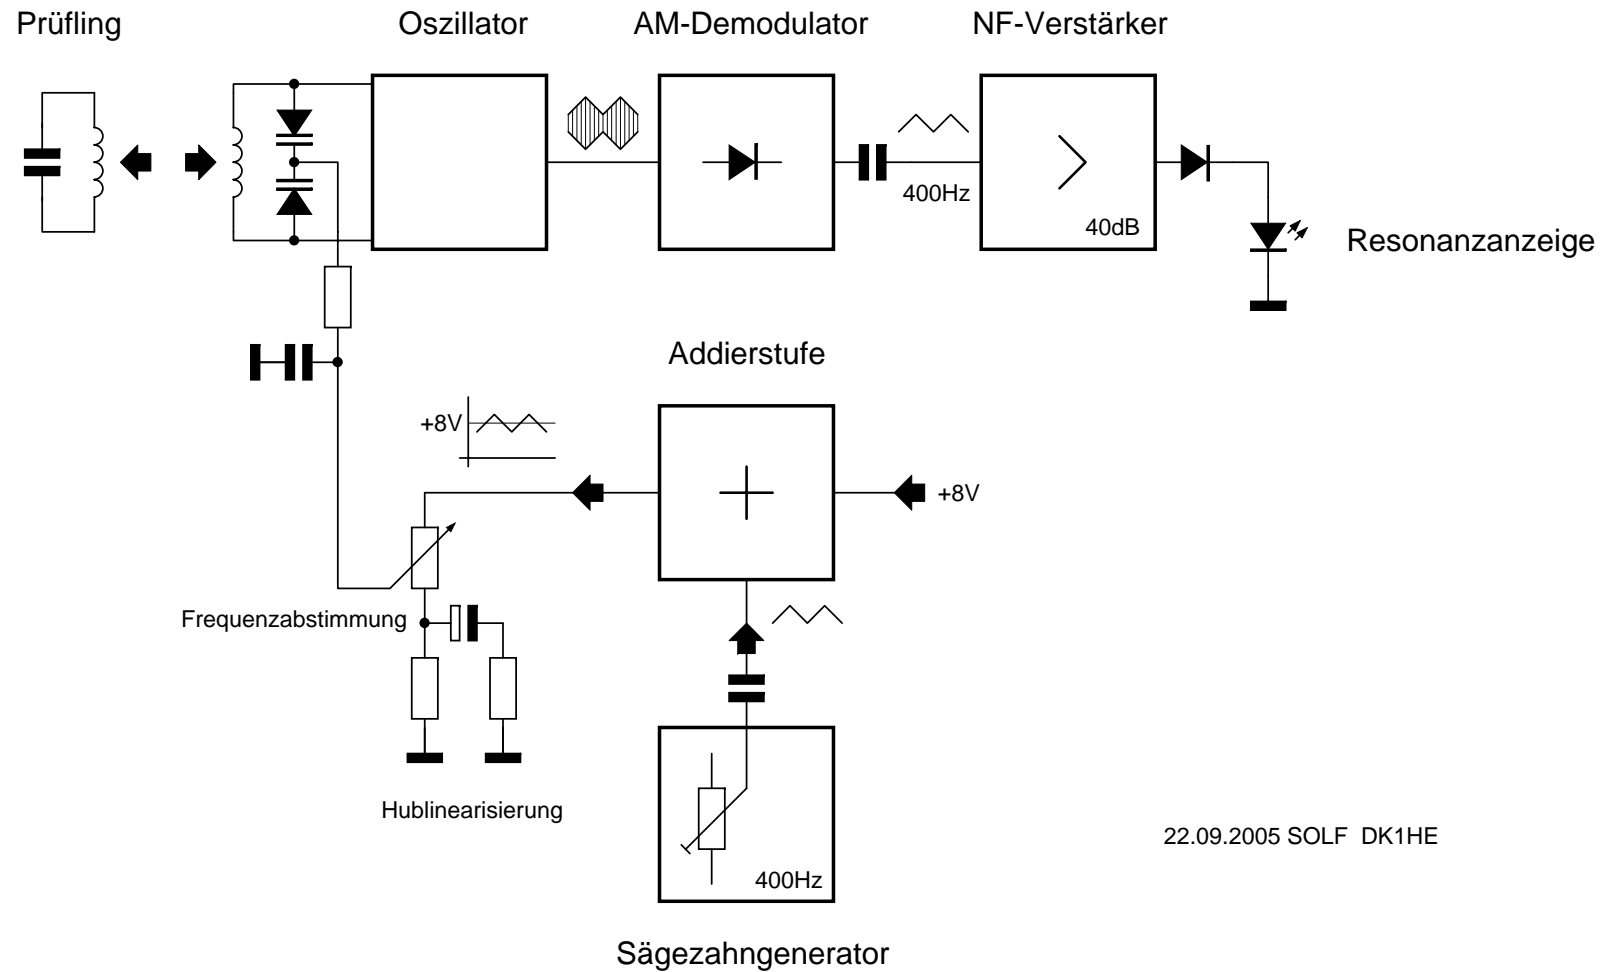 Prüfling
Oszillator
AM-Demodulator
NF-Verstärker
400Hz
40dB
Resonanzanzeige
Addierstufe
+8V
+8V
Frequenzabstimmung
Hublinearisierung
400Hz
22.09.2005 SOLF DK1HE
Sägezahngenerator